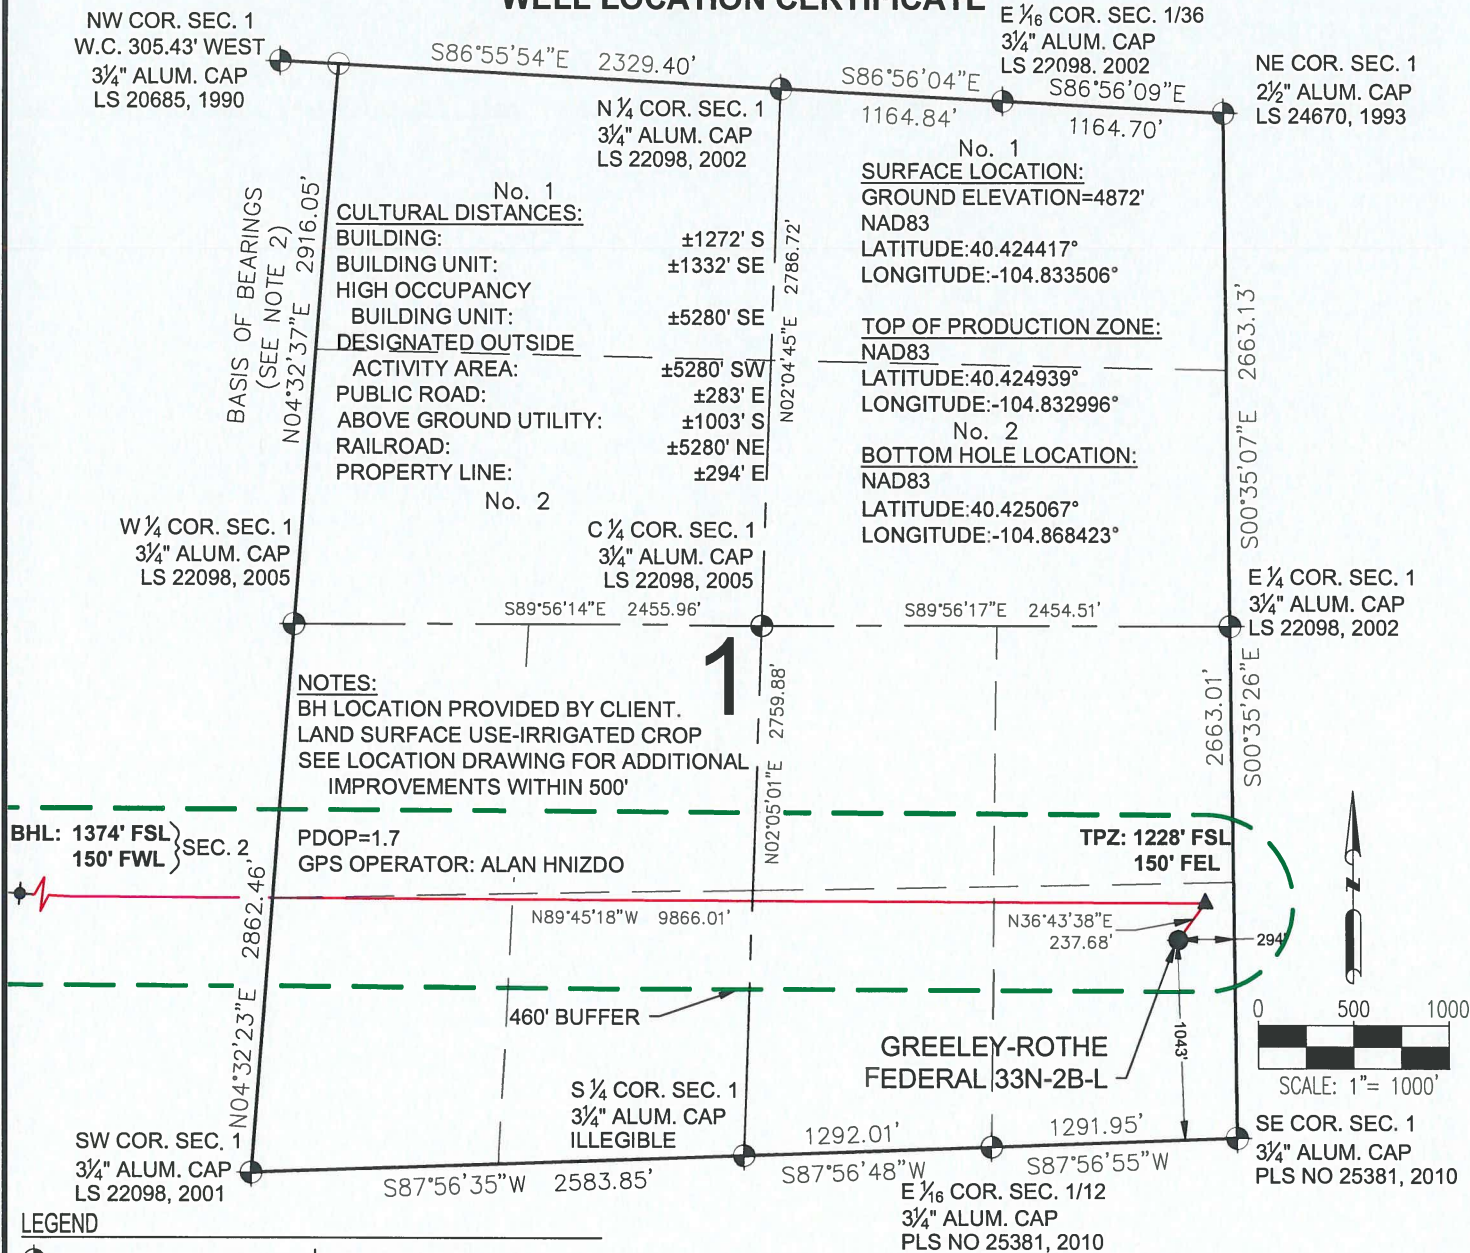 WELL LOCATION CERTIFICATE
NW COR. SEC. 1
W.C. 305.43' WEST
3¼" ALUM. CAP
LS 20685, 1990
S86°55'54"E 2329.40'
N ¼ COR. SEC. 1
3¼" ALUM. CAP
LS 22098, 2002
S86°56'04"E
1164.84'
E 1⁄16 COR. SEC. 1/36
3¼" ALUM. CAP
LS 22098, 2002
S86°56'09"E
1164.70'
NE COR. SEC. 1
2½" ALUM. CAP
LS 24670, 1993
BASIS OF BEARINGS
(SEE NOTE 2)
N04°32'37"E 2916.05'
No. 1
CULTURAL DISTANCES:
BUILDING: ±1272' S
BUILDING UNIT: ±1332' SE
HIGH OCCUPANCY
BUILDING UNIT: ±5280' SE
DESIGNATED OUTSIDE
ACTIVITY AREA: ±5280' SW
PUBLIC ROAD: ±283' E
ABOVE GROUND UTILITY: ±1003' S
RAILROAD: ±5280' NE
PROPERTY LINE: ±294' E
No. 2
N02°04'45"E 2786.72'
No. 1
SURFACE LOCATION:
GROUND ELEVATION=4872'
NAD83
LATITUDE:40.424417°
LONGITUDE:-104.833506°
TOP OF PRODUCTION ZONE:
NAD83
LATITUDE:40.424939°
LONGITUDE:-104.832996°
No. 2
BOTTOM HOLE LOCATION:
NAD83
LATITUDE:40.425067°
LONGITUDE:-104.868423°
S00°35'07"E 2663.13'
W ¼ COR. SEC. 1
3¼" ALUM. CAP
LS 22098, 2005
C ¼ COR. SEC. 1
3¼" ALUM. CAP
LS 22098, 2005
E ¼ COR. SEC. 1
3¼" ALUM. CAP
LS 22098, 2002
S89°56'14"E 2455.96'
S89°56'17"E 2454.51'
1
NOTES:
BH LOCATION PROVIDED BY CLIENT.
LAND SURFACE USE-IRRIGATED CROP
SEE LOCATION DRAWING FOR ADDITIONAL
IMPROVEMENTS WITHIN 500'
N02°05'01"E 2759.88'
2663.01'
S00°35'26"E
BHL: 1374' FSL
150' FWL
SEC. 2
PDOP=1.7
GPS OPERATOR: ALAN HNIZDO
TPZ: 1228' FSL
150' FEL
N04°32'23"E 2862.46'
N89°45'18"W 9866.01'
N36°43'38"E
237.68'
294'
1043'
460' BUFFER
GREELEY-ROTHE
FEDERAL 33N-2B-L
N
0 500 1000
SCALE: 1"= 1000'
SW COR. SEC. 1
3¼" ALUM. CAP
LS 22098, 2001
S ¼ COR. SEC. 1
3¼" ALUM. CAP
ILLEGIBLE
S87°56'35"W 2583.85'
1292.01'
S87°56'48"W
1291.95'
S87°56'55"W
E 1⁄16 COR. SEC. 1/12
3¼" ALUM. CAP
PLS NO 25381, 2010
SE COR. SEC. 1
3¼" ALUM. CAP
PLS NO 25381, 2010
LEGEND